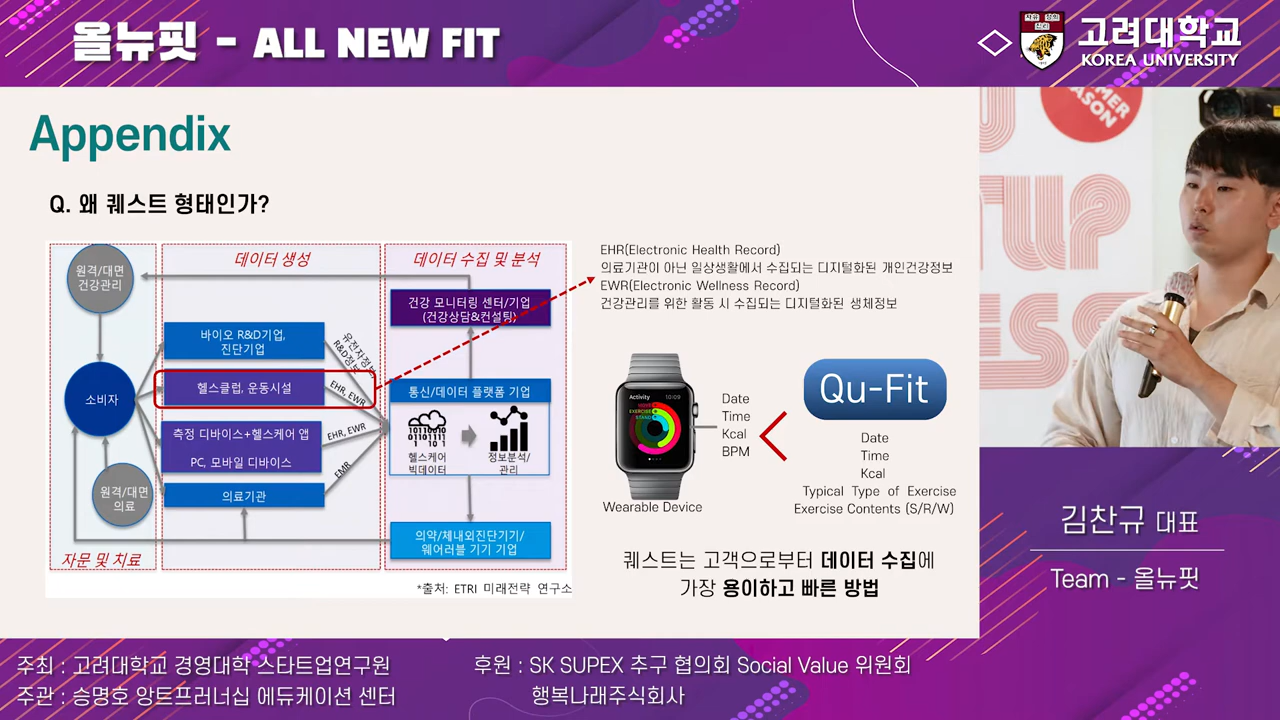 올뉴핏 - ALL NEW FIT
고려대학교
KOREA UNIVERSITY
Appendix
Q. 왜 퀘스트 형태인가?
데이터 생성
데이터 수집 및 분석
원격/대면
건강관리
건강 모니터링 센터/기업
(건강상담&컨설팅)
바이오 R&D기업,
진단기업
유전자정보
R&D정보
소비자
헬스클럽, 운동시설
EHR, EWR
통신/데이터 플랫폼 기업
헬스케어
빅데이터
정보분석/
관리
측정 디바이스+헬스케어 앱
PC, 모바일 디바이스
EHR, EWR
EMR
의료기관
원격/대면
의료
의약/체내외진단기기/
웨어러블 기기 기업
자문 및 치료
*출처: ETRI 미래전략 연구소
EHR(Electronic Health Record)
의료기관이 아닌 일상생활에서 수집되는 디지털화된 개인건강정보
EWR(Electronic Wellness Record)
건강관리를 위한 활동 시 수집되는 디지털화된 생체정보
Activity 10:09
MOVE
EXERCISE
STAND
Date
Time
Kcal
BPM
Wearable Device
Qu-Fit
Date
Time
Kcal
Typical Type of Exercise
Exercise Contents (S/R/W)
퀘스트는 고객으로부터 데이터 수집에
가장 용이하고 빠른 방법
김찬규 대표
Team - 올뉴핏
주최 : 고려대학교 경영대학 스타트업연구원
주관 : 승명호 앙트프러너십 에듀케이션 센터
후원 : SK SUPEX 추구 협의회 Social Value 위원회
행복나래주식회사